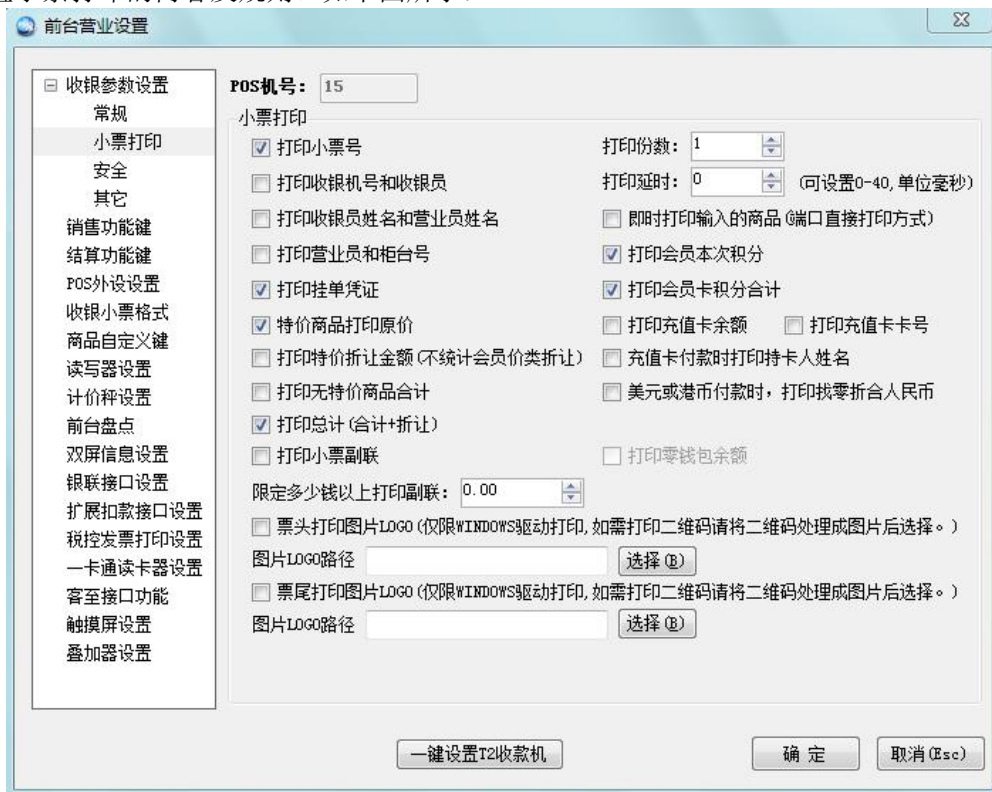 前台营业设置
收银参数设置
常规
小票打印
安全
其它
销售功能键
结算功能键
POS外设设置
收银小票格式
商品自定义键
读写器设置
计价秤设置
前台盘点
双屏信息设置
银联接口设置
扩展扣款接口设置
税控发票打印设置
一卡通读卡器设置
客至接口功能
触摸屏设置
叠加器设置
POS机号： 15
小票打印
打印小票号 打印份数： 1
打印收银机号和收银员 打印延时： 0 (可设置0-40,单位毫秒)
打印收银员姓名和营业员姓名 即时打印输入的商品(端口直接打印方式)
打印营业员和柜台号 打印会员本次积分
打印挂单凭证 打印会员卡积分合计
特价商品打印原价 打印充值卡余额 打印充值卡卡号
打印特价折让金额(不统计会员价类折让) 充值卡付款时打印持卡人姓名
打印无特价商品合计 美元或港币付款时，打印找零折合人民币
打印总计(合计+折让)
打印小票副联 打印零钱包余额
限定多少钱以上打印副联： 0.00
票头打印图片LOGO(仅限WINDOWS驱动打印,如需打印二维码请将二维码处理成图片后选择。)
图片LOGO路径 选择(B)
票尾打印图片LOGO(仅限WINDOWS驱动打印,如需打印二维码请将二维码处理成图片后选择。)
图片LOGO路径 选择(B)
一键设置T2收款机 确 定 取消(Esc)